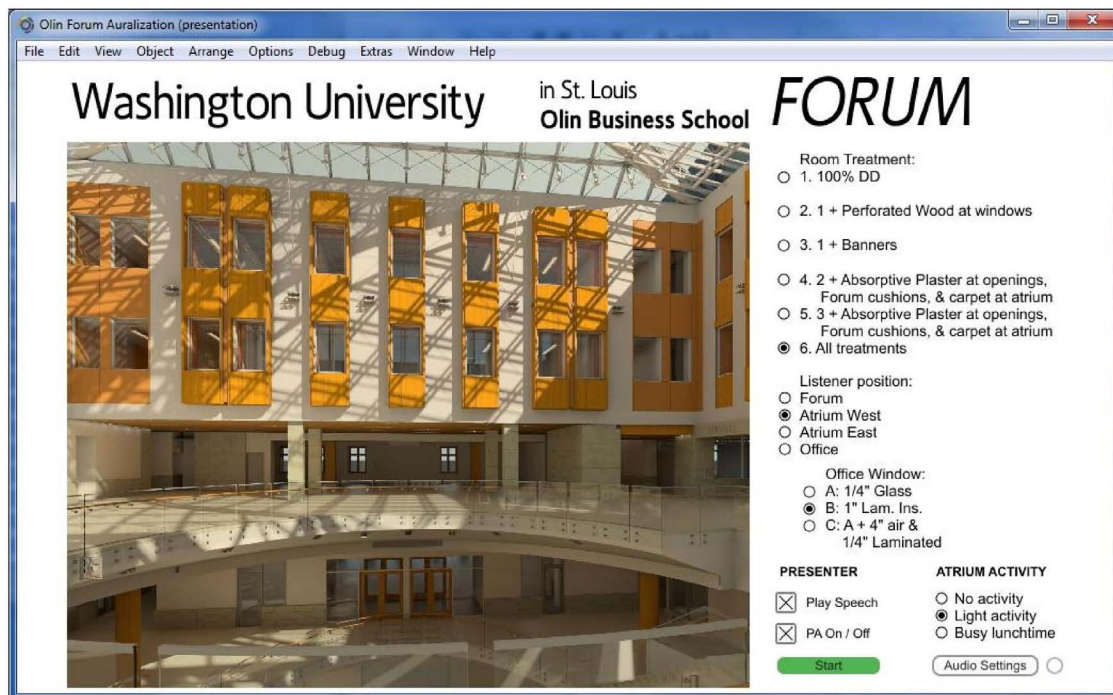 Olin Forum Auralization (presentation)
File Edit View Object Arrange Options Debug Extras Window Help
Washington University
in St. Louis
Olin Business School
FORUM
Room Treatment:
1. 100% DD
2. 1 + Perforated Wood at windows
3. 1 + Banners
4. 2 + Absorptive Plaster at openings,
Forum cushions, & carpet at atrium
5. 3 + Absorptive Plaster at openings,
Forum cushions, & carpet at atrium
6. All treatments
Listener position:
Forum
Atrium West
Atrium East
Office
Office Window:
A: 1/4" Glass
B: 1" Lam. Ins.
C: A + 4" air &
1/4" Laminated
PRESENTER
Play Speech
PA On / Off
Start
ATRIUM ACTIVITY
No activity
Light activity
Busy lunchtime
Audio Settings